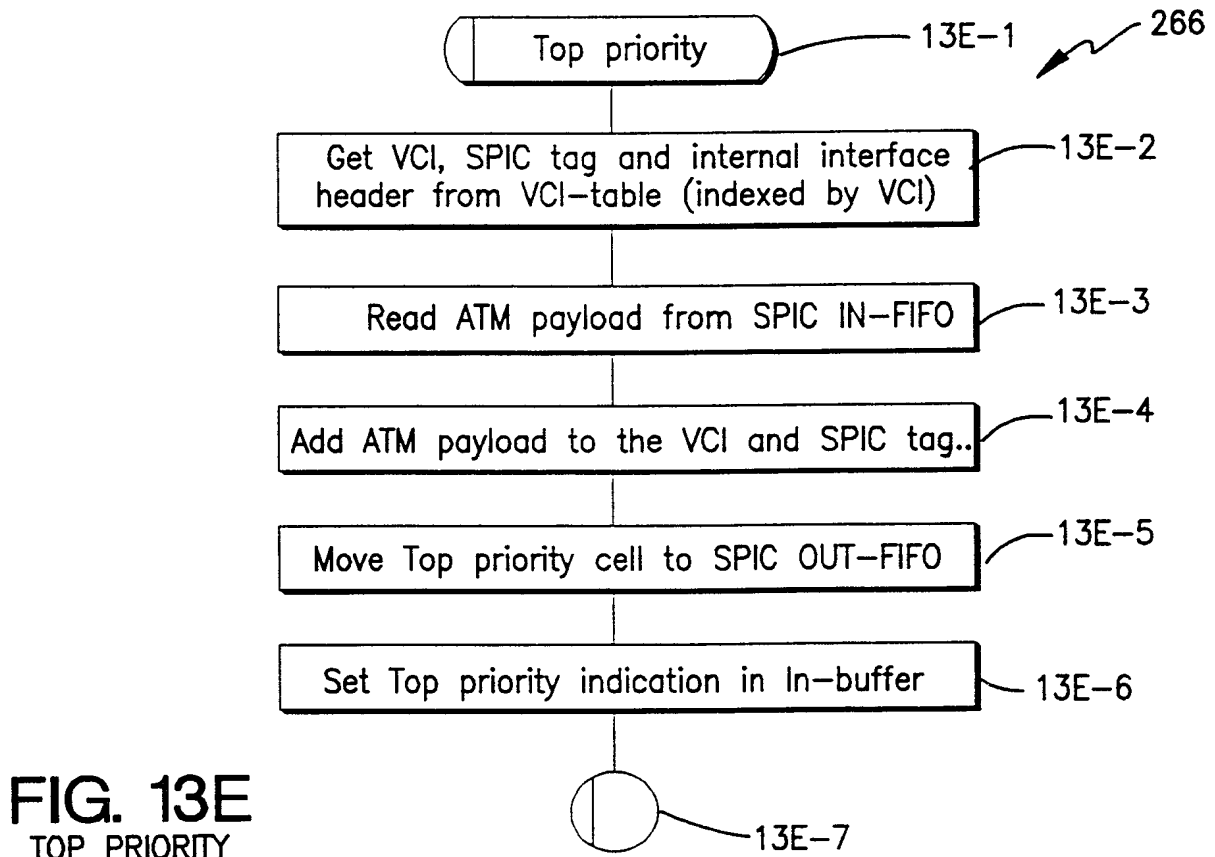 Top priority
13E-1
266
Get VCI, SPIC tag and internal interface
header from VCI-table (indexed by VCI)
13E-2
Read ATM payload from SPIC IN-FIFO
13E-3
Add ATM payload to the VCI and SPIC tag..
13E-4
Move Top priority cell to SPIC OUT-FIFO
13E-5
Set Top priority indication in In-buffer
13E-6
13E-7
FIG. 13E
TOP PRIORITY